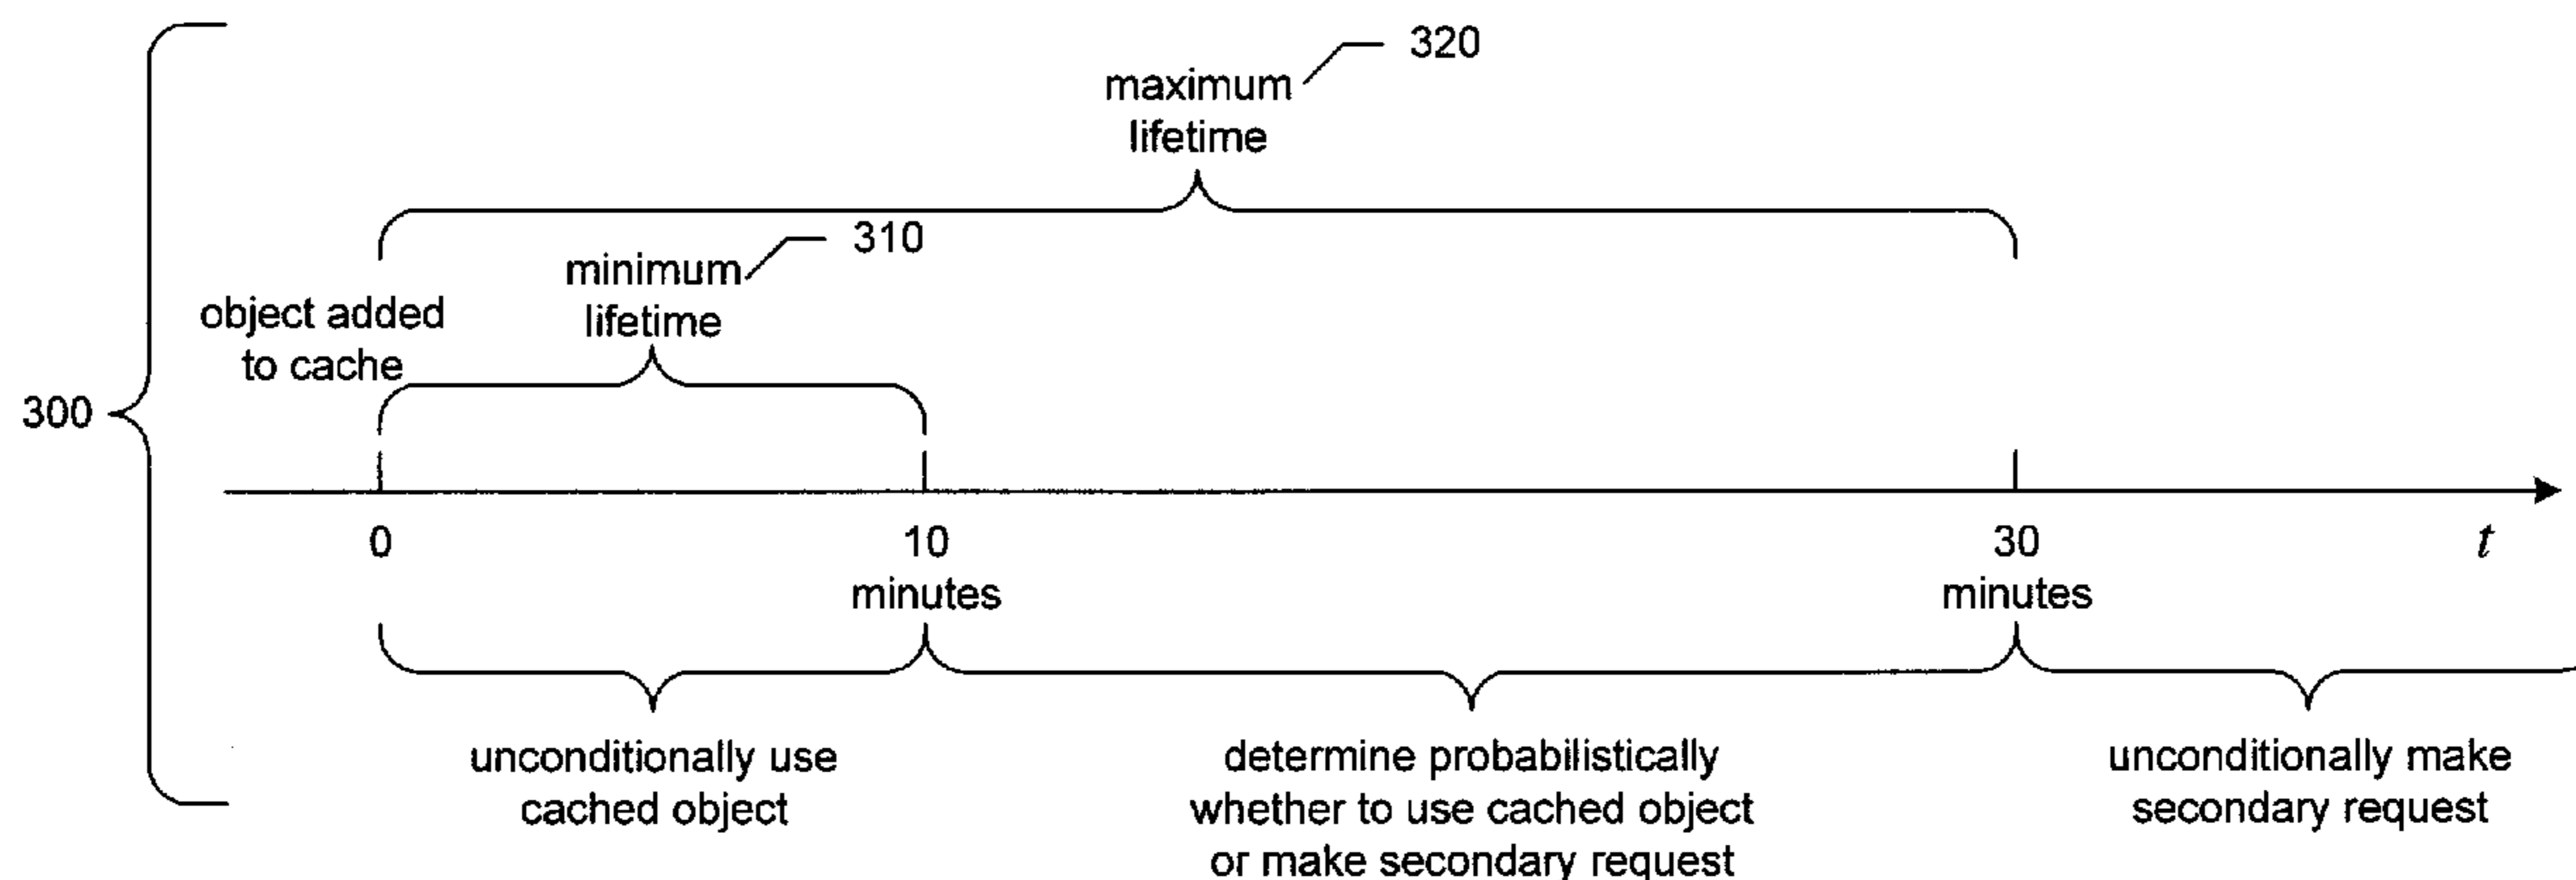 320
maximum
lifetime
310
minimum
lifetime
object added
to cache
300
0
10
minutes
30
minutes
t
unconditionally use
cached object
determine probabilistically
whether to use cached object
or make secondary request
unconditionally make
secondary request